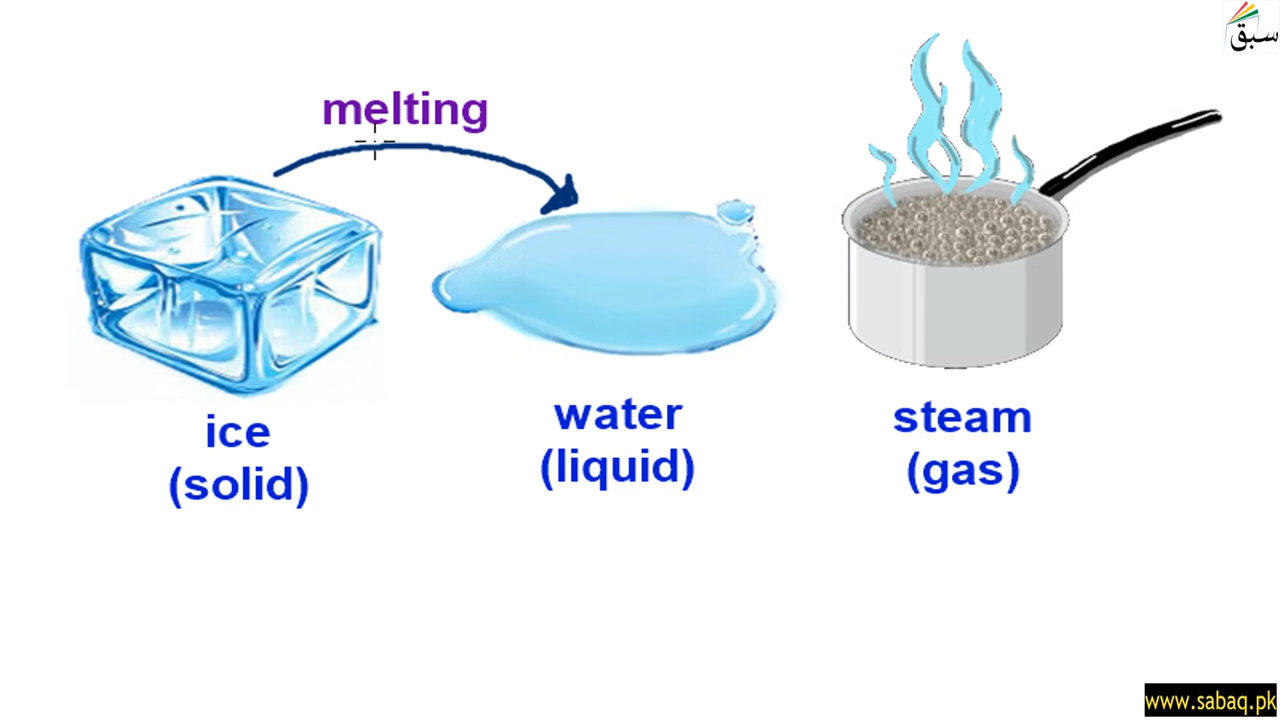 سبق
melting
ice
(solid)
water
(liquid)
steam
(gas)
www.sabaq.pk